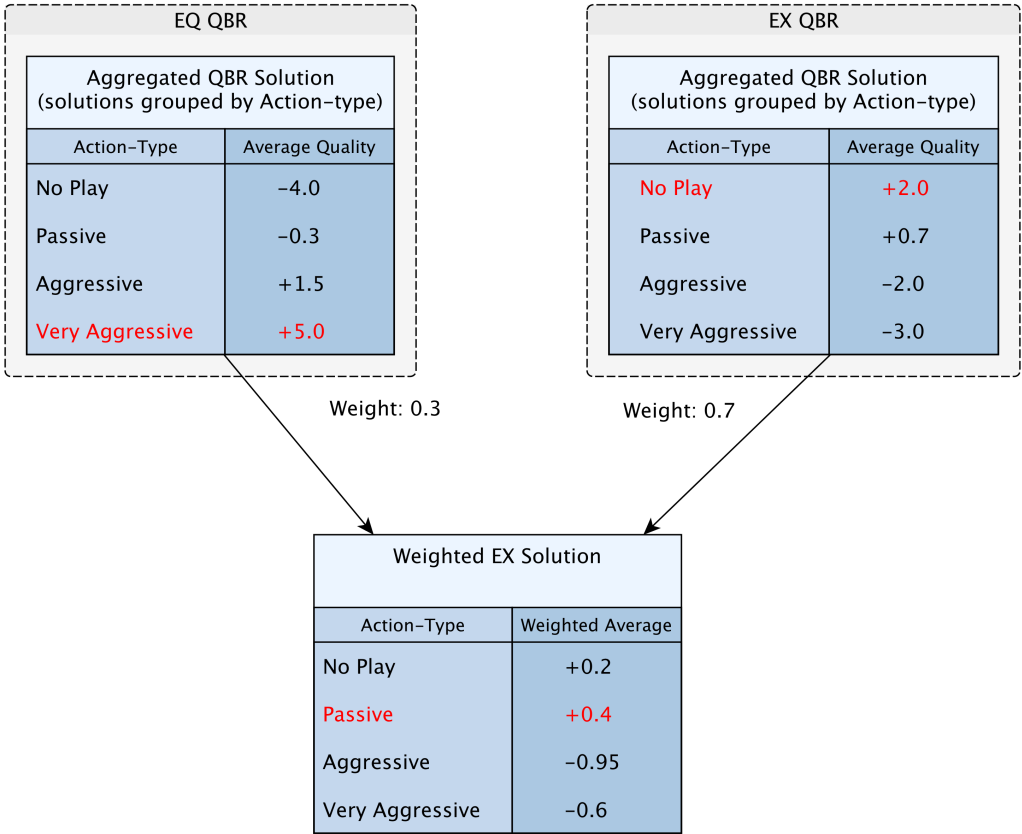 EQ QBR
Aggregated QBR Solution
(solutions grouped by Action-type)
Action-Type Average Quality
No Play -4.0
Passive -0.3
Aggressive +1.5
Very Aggressive +5.0
EX QBR
Aggregated QBR Solution
(solutions grouped by Action-type)
Action-Type Average Quality
No Play +2.0
Passive +0.7
Aggressive -2.0
Very Aggressive -3.0
Weight: 0.3
Weight: 0.7
Weighted EX Solution
Action-Type Weighted Average
No Play +0.2
Passive +0.4
Aggressive -0.95
Very Aggressive -0.6